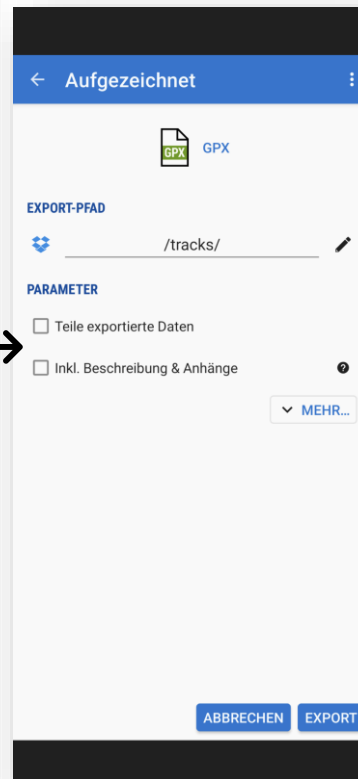 Aufgezeichnet
GPX GPX
EXPORT-PFAD
/tracks/
PARAMETER
Teile exportierte Daten
Inkl. Beschreibung & Anhänge ?
MEHR...
ABBRECHEN EXPORT